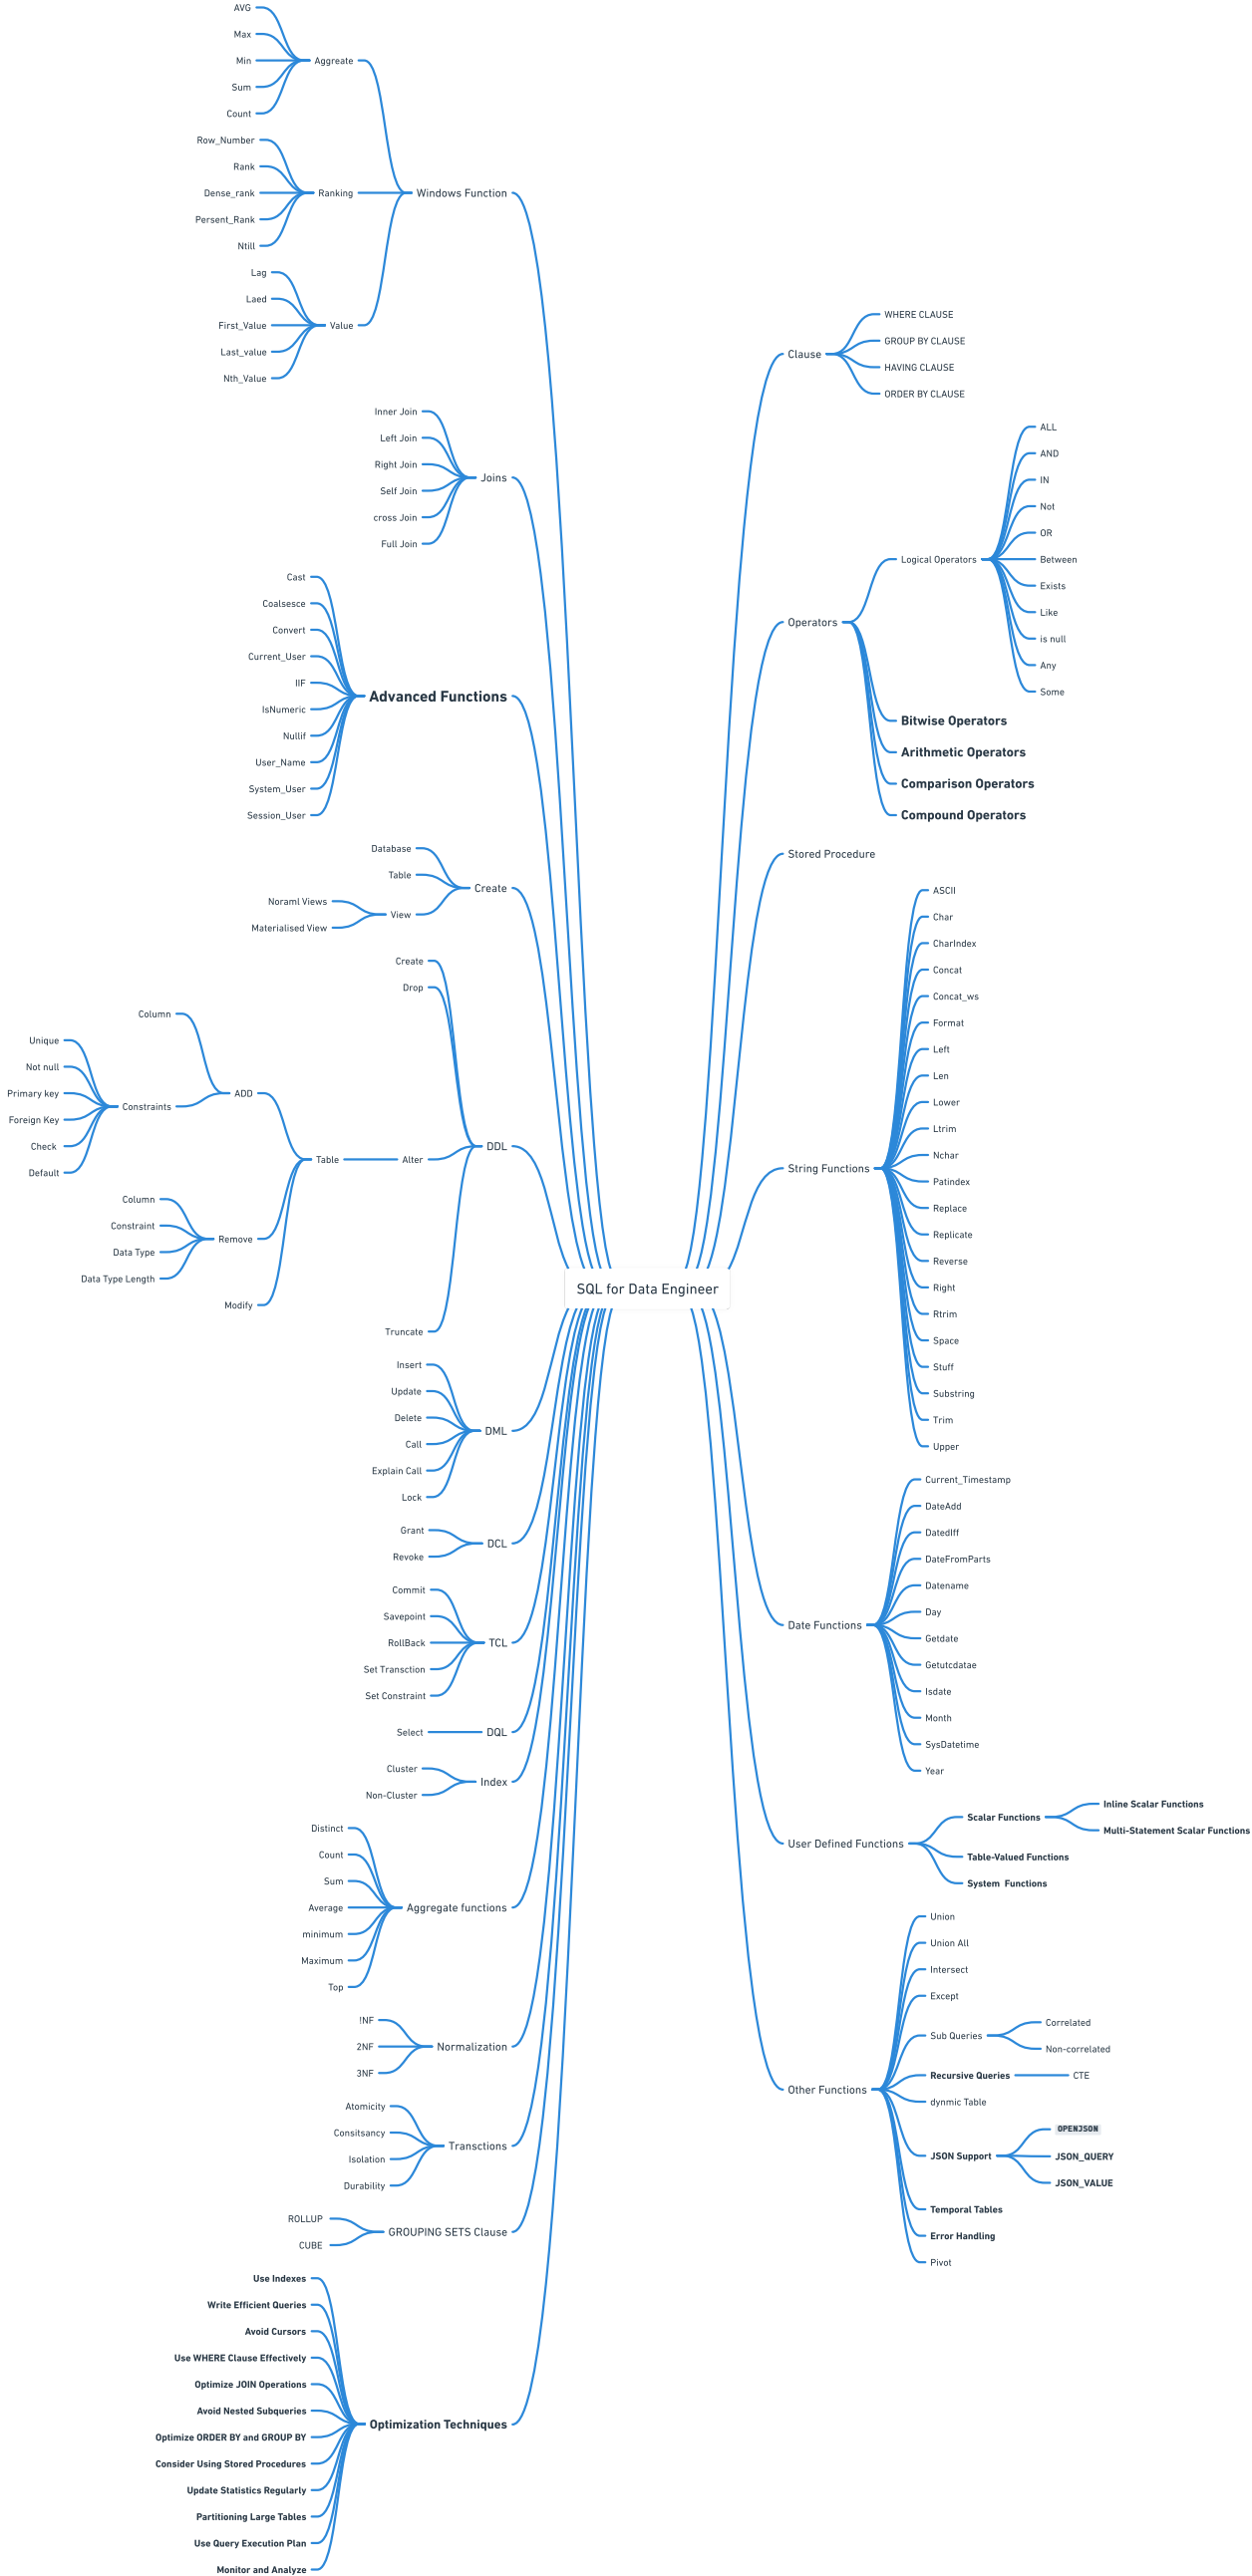 AVG
Max
Min
Sum
Count
Aggreate
Row_Number
Rank
Dense_rank
Persent_Rank
Ntill
Ranking
Windows Function
Lag
Laed
First_Value
Last_value
Nth_Value
Value
Inner Join
Left Join
Right Join
Self Join
cross Join
Full Join
Joins
Cast
Coalsesce
Convert
Current_User
IIF
IsNumeric
Nullif
User_Name
System_User
Session_User
Advanced Functions
Database
Table
Noraml Views
Materialised View
View
Create
Create
Drop
Column
Unique
Not null
Primary key
Foreign Key
Check
Default
Constraints
ADD
Column
Constraint
Data Type
Data Type Length
Remove
Modify
Table
Alter
Truncate
DDL
Insert
Update
Delete
Call
Explain Call
Lock
DML
Grant
Revoke
DCL
Commit
Savepoint
RollBack
Set Transction
Set Constraint
TCL
Select
DQL
Cluster
Non-Cluster
Index
Distinct
Count
Sum
Average
minimum
Maximum
Top
Aggregate functions
!NF
2NF
3NF
Normalization
Atomicity
Consitsancy
Isolation
Durability
Transctions
ROLLUP
CUBE
GROUPING SETS Clause
Use Indexes
Write Efficient Queries
Avoid Cursors
Use WHERE Clause Effectively
Optimize JOIN Operations
Avoid Nested Subqueries
Optimize ORDER BY and GROUP BY
Consider Using Stored Procedures
Update Statistics Regularly
Partitioning Large Tables
Use Query Execution Plan
Monitor and Analyze
Optimization Techniques
SQL for Data Engineer
Clause
WHERE CLAUSE
GROUP BY CLAUSE
HAVING CLAUSE
ORDER BY CLAUSE
Operators
Logical Operators
ALL
AND
IN
Not
OR
Between
Exists
Like
is null
Any
Some
Bitwise Operators
Arithmetic Operators
Comparison Operators
Compound Operators
Stored Procedure
String Functions
ASCII
Char
CharIndex
Concat
Concat_ws
Format
Left
Len
Lower
Ltrim
Nchar
Patindex
Replace
Replicate
Reverse
Right
Rtrim
Space
Stuff
Substring
Trim
Upper
Date Functions
Current_Timestamp
DateAdd
DatedIff
DateFromParts
Datename
Day
Getdate
Getutcdatae
Isdate
Month
SysDatetime
Year
User Defined Functions
Scalar Functions
Inline Scalar Functions
Multi-Statement Scalar Functions
Table-Valued Functions
System Functions
Other Functions
Union
Union All
Intersect
Except
Sub Queries
Correlated
Non-correlated
Recursive Queries
CTE
dynmic Table
JSON Support
OPENJSON
JSON_QUERY
JSON_VALUE
Temporal Tables
Error Handling
Pivot